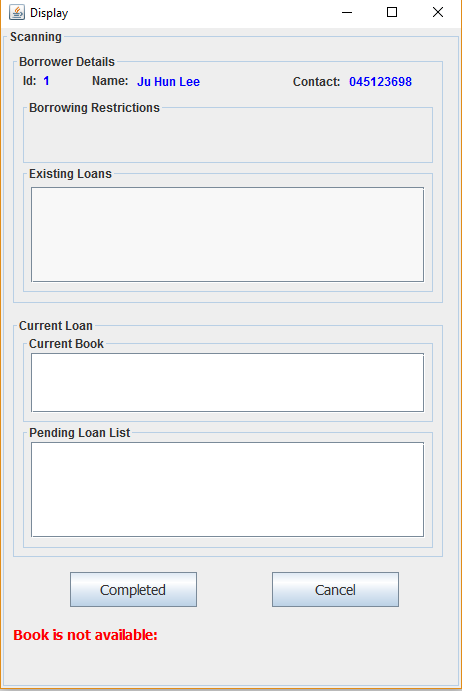 Display
Scanning
Borrower Details
Id: 1 Name: Ju Hun Lee Contact: 045123698
Borrowing Restrictions
Existing Loans
Current Loan
Current Book
Pending Loan List
Completed Cancel
Book is not available: